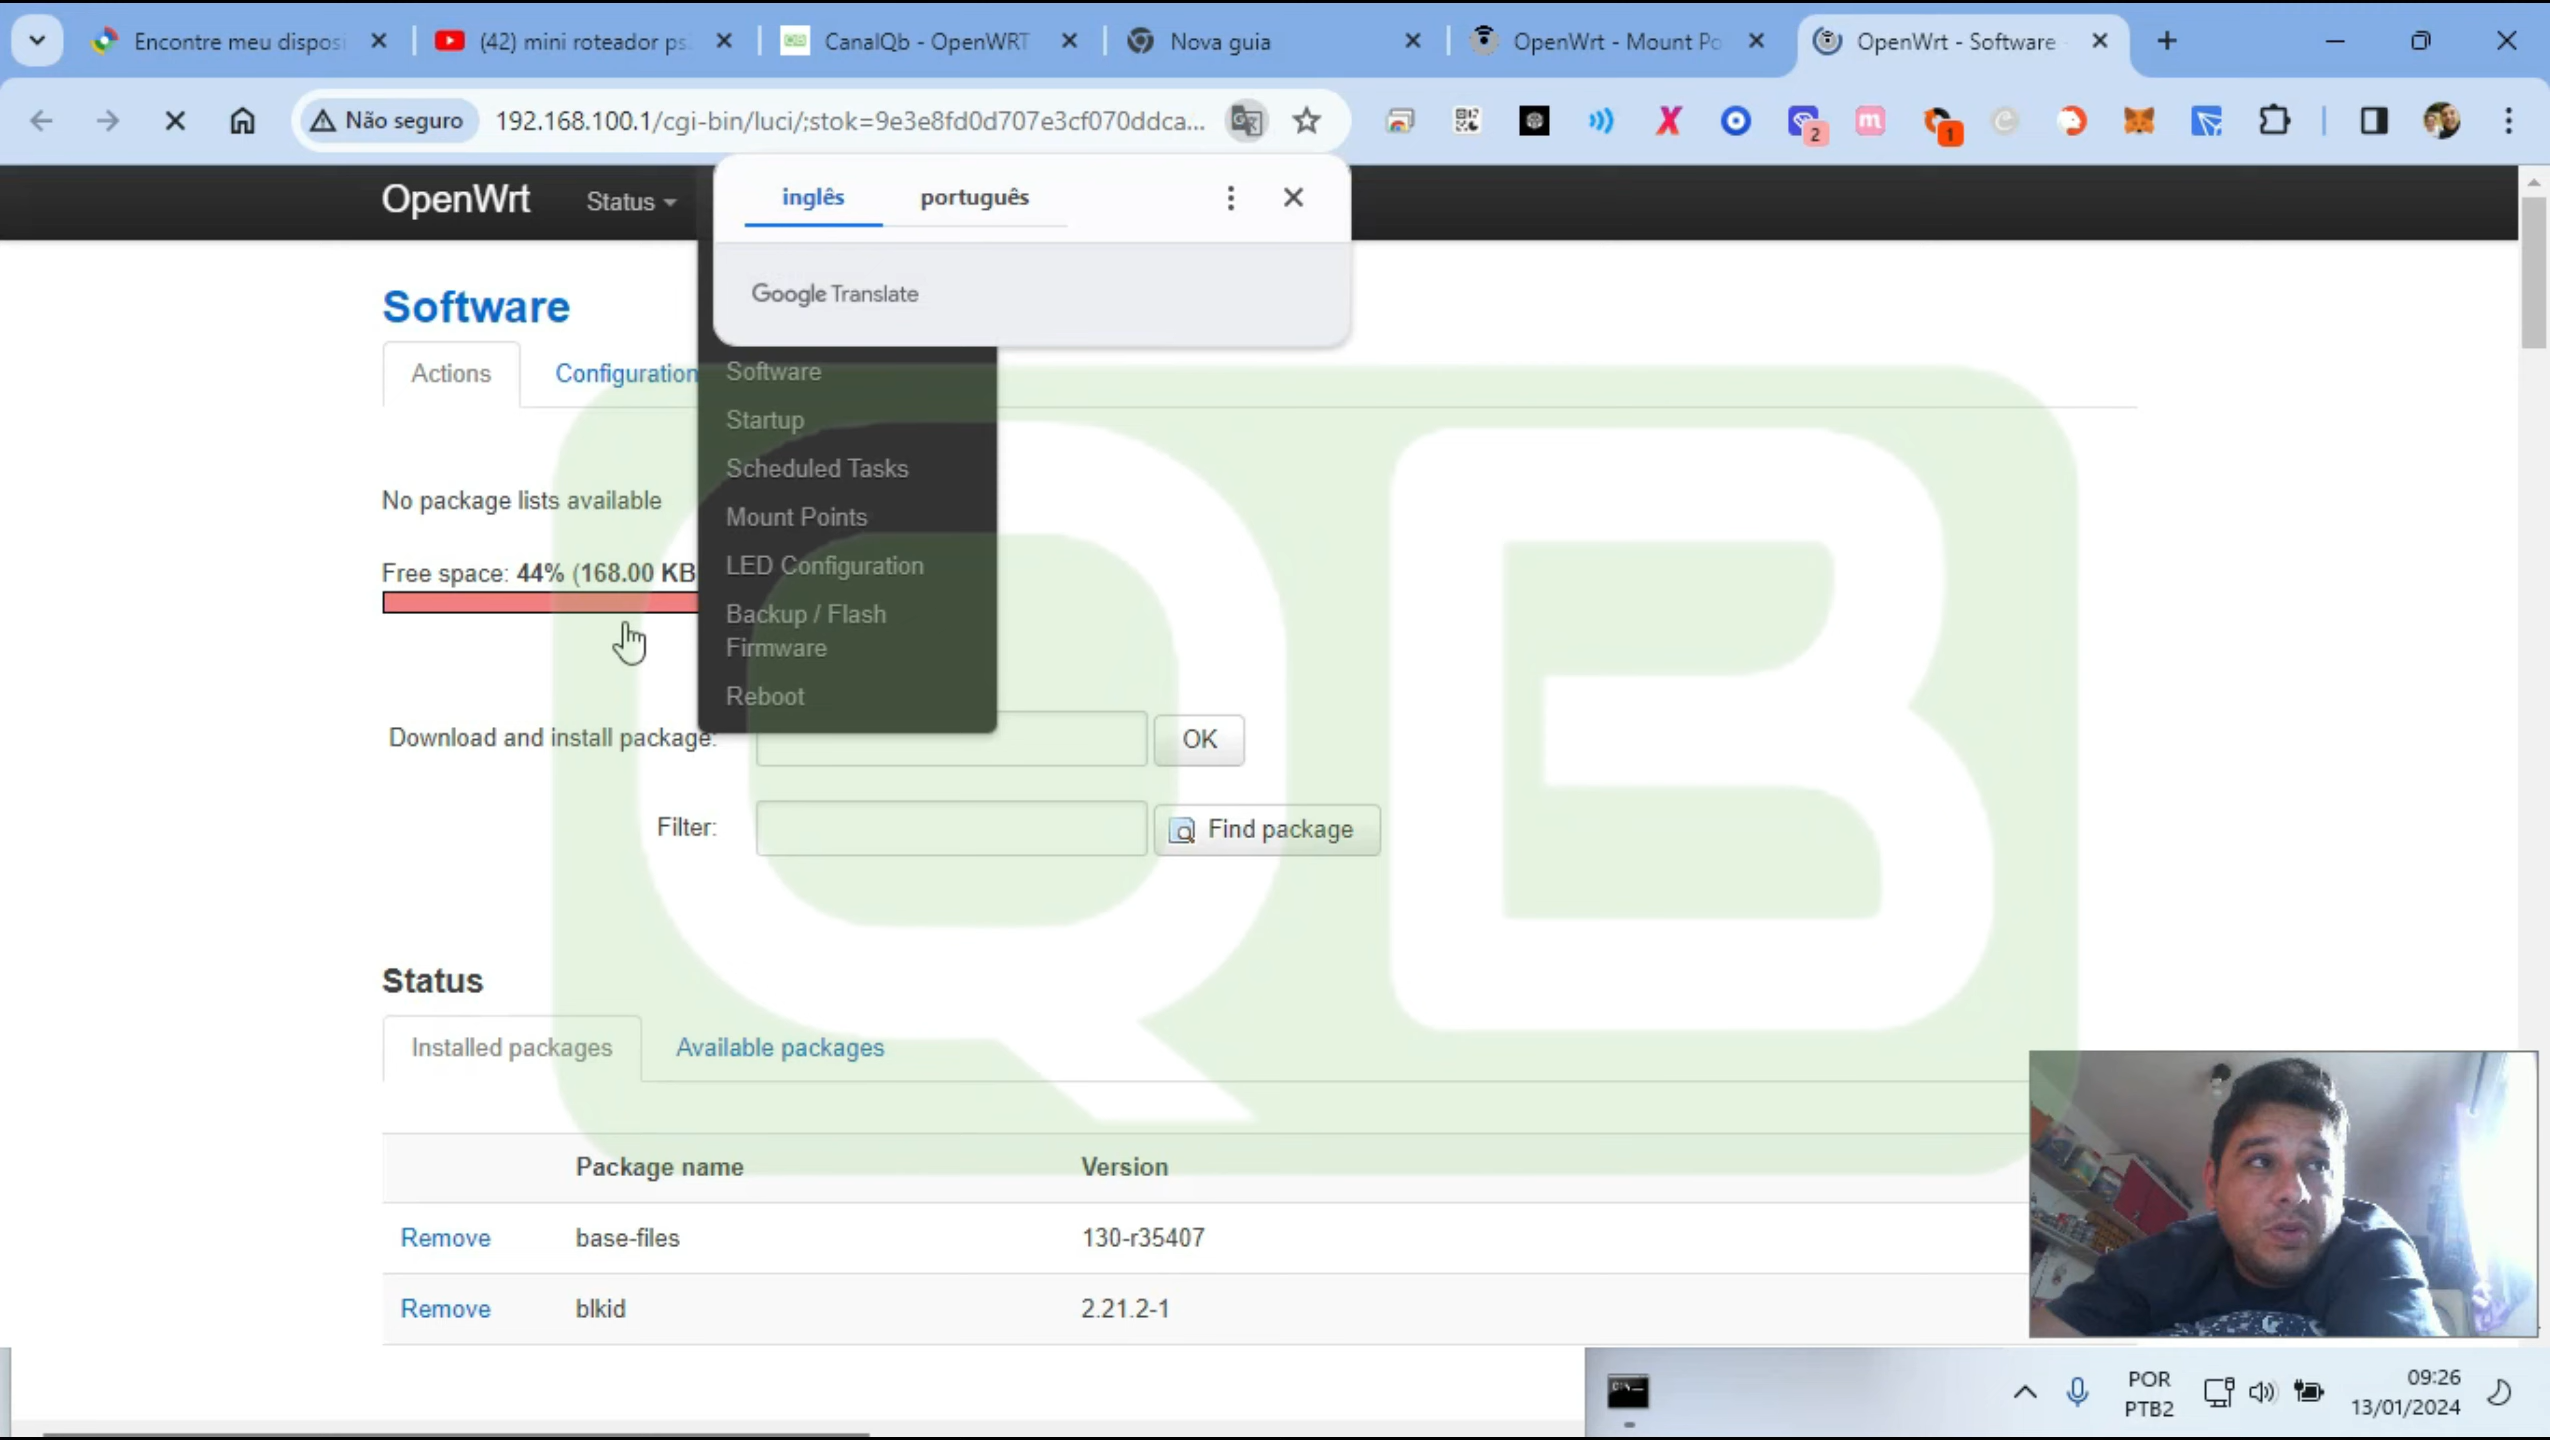 Encontre meu disposi
(42) mini roteador ps
CanalQb - OpenWRT
Nova guia
OpenWrt - Mount Po
OpenWrt - Software
Não seguro
192.168.100.1/cgi-bin/luci/;stok=9e3e8fd0d707e3cf070ddca...
2
1
OpenWrt
Status
inglês
português
Google Translate
Software
Actions
Configuration
Software
Startup
Scheduled Tasks
No package lists available
Mount Points
Free space: 44% (168.00 KB
LED Configuration
Backup / Flash
Firmware
Reboot
Download and install package:
OK
Filter:
Find package
QB
Status
Installed packages
Available packages
Package name
Version
Remove
base-files
130-r35407
Remove
blkid
2.21.2-1
POR
PTB2
09:26
13/01/2024